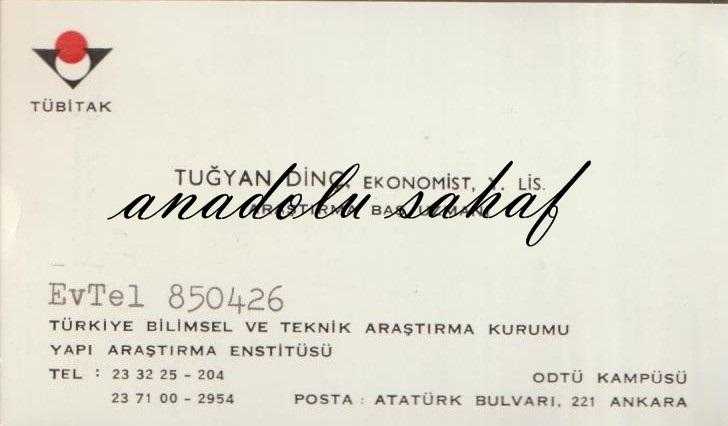 TÜBİTAK
TUĞYAN DİNÇ, EKONOMİST, Y. LİS.
ARAŞTIRMA BAŞUZMANI
anadolu sahaf
EvTel 850426
TÜRKİYE BİLİMSEL VE TEKNİK ARAŞTIRMA KURUMU
YAPI ARAŞTIRMA ENSTİTÜSÜ
TEL : 23 32 25 - 204 ODTÜ KAMPÜSÜ
23 71 00 - 2954 POSTA : ATATÜRK BULVARI, 221 ANKARA